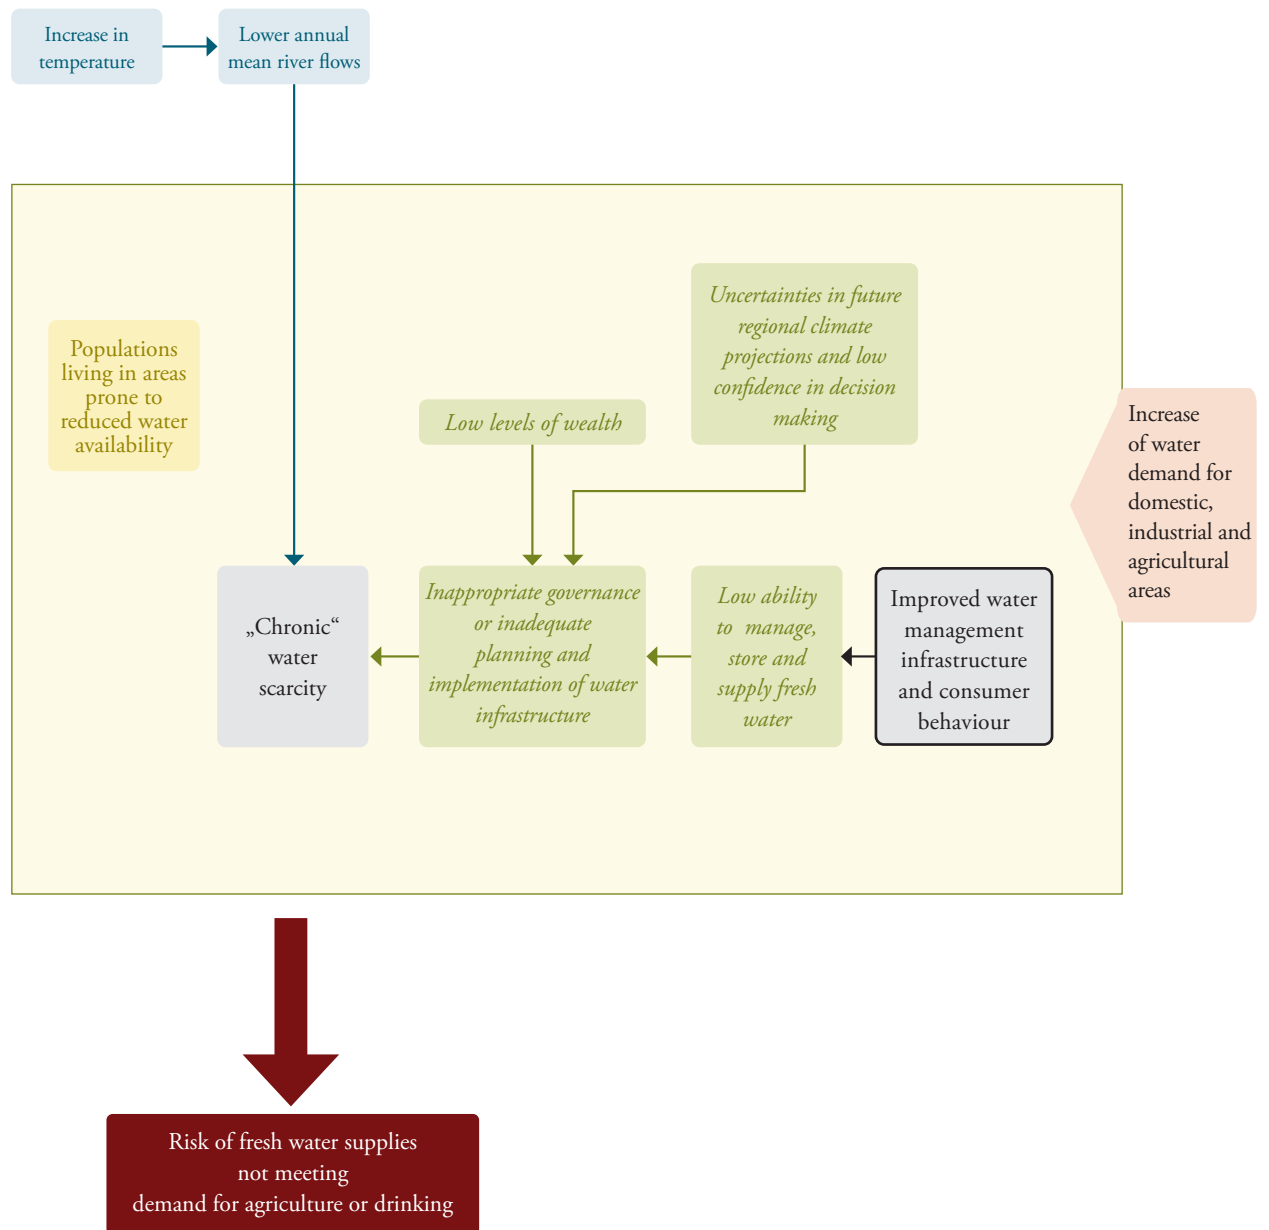 Increase in
temperature
Lower annual
mean river flows
Populations
living in areas
prone to
reduced water
availability
Low levels of wealth
Uncertainties in future
regional climate
projections and low
confidence in decision
making
Increase
of water
demand for
domestic,
industrial and
agricultural
areas
„Chronic“
water
scarcity
Inappropriate governance
or inadequate
planning and
implementation of water
infrastructure
Low ability
to manage,
store and
supply fresh
water
Improved water
management
infrastructure
and consumer
behaviour
Risk of fresh water supplies
not meeting
demand for agriculture or drinking